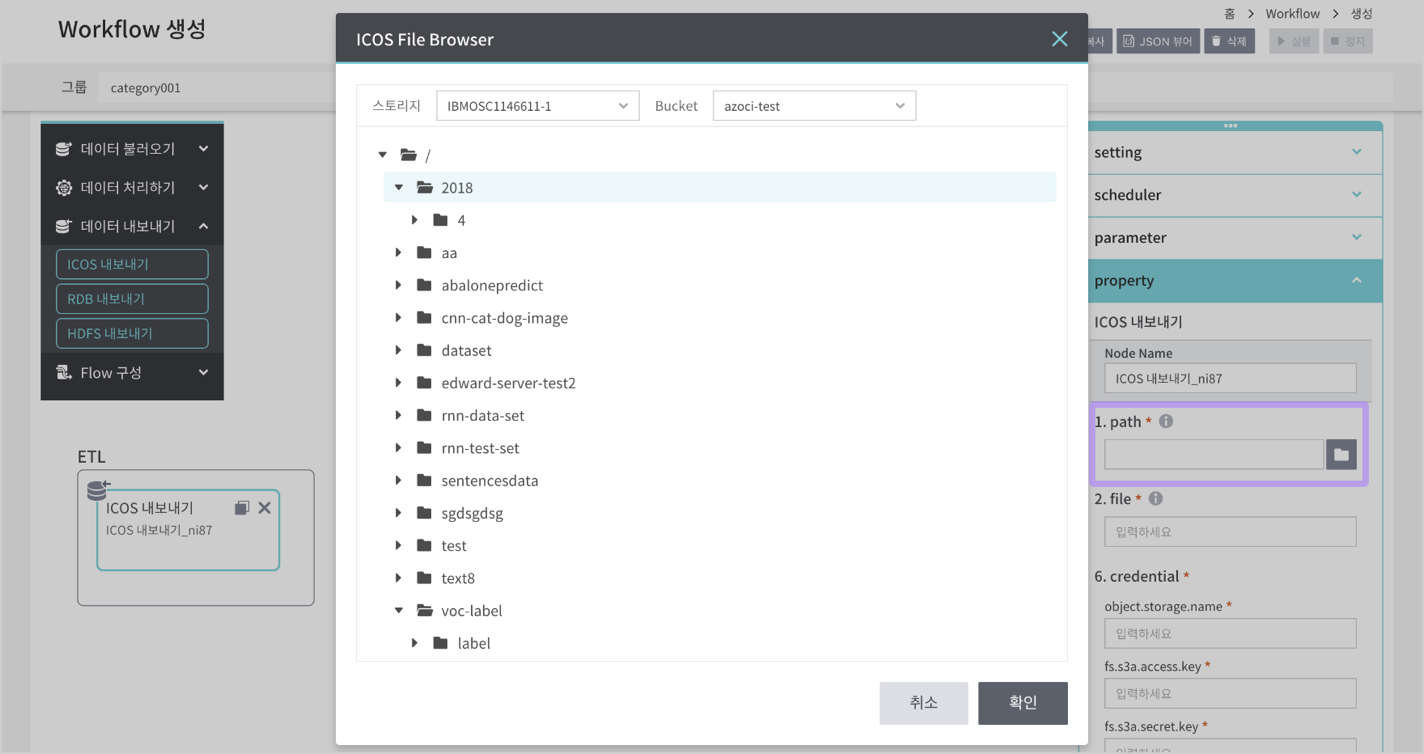 Workflow 생성
홈 > Workflow > 생성
복사
JSON 뷰어
삭제
실행
정지
그룹
category001
데이터 불러오기
데이터 처리하기
데이터 내보내기
ICOS 내보내기
RDB 내보내기
HDFS 내보내기
Flow 구성
ETL
ICOS 내보내기
ICOS 내보내기_ni87
ICOS File Browser
스토리지
IBMOSC1146611-1
Bucket
azoci-test
/
2018
4
aa
abalonepredict
cnn-cat-dog-image
dataset
edward-server-test2
rnn-data-set
rnn-test-set
sentencesdata
sgdsgdsg
test
text8
voc-label
label
취소
확인
setting
scheduler
parameter
property
ICOS 내보내기
Node Name
ICOS 내보내기_ni87
1. path *
2. file *
입력하세요
6. credential *
object.storage.name *
입력하세요
fs.s3a.access.key *
입력하세요
fs.s3a.secret.key *
입력하세요